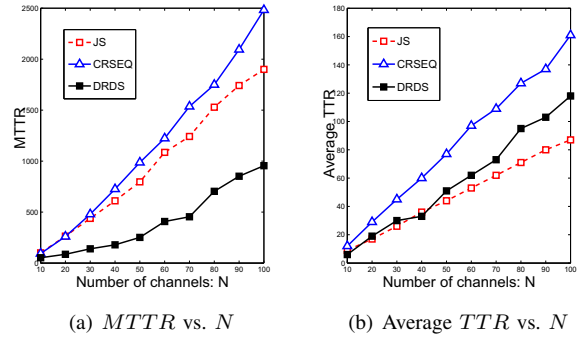 2500
2000
1500
1000
500
0
10 20 30 40 50 60 70 80 90 100
MTTR
Number of channels: N
JS
CRSEQ
DRDS
(a) MTTR vs. N
180
160
140
120
100
80
60
40
20
0
10 20 30 40 50 60 70 80 90 100
Average TTR
Number of channels: N
JS
CRSEQ
DRDS
(b) Average TTR vs. N